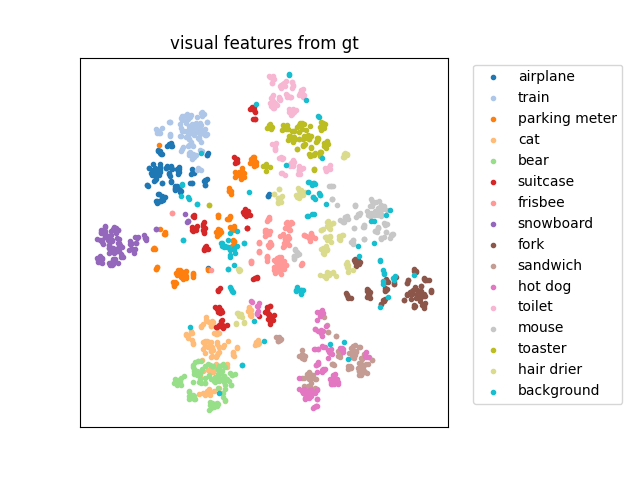 visual features from gt
airplane
train
parking meter
cat
bear
suitcase
frisbee
snowboard
fork
sandwich
hot dog
toilet
mouse
toaster
hair drier
background